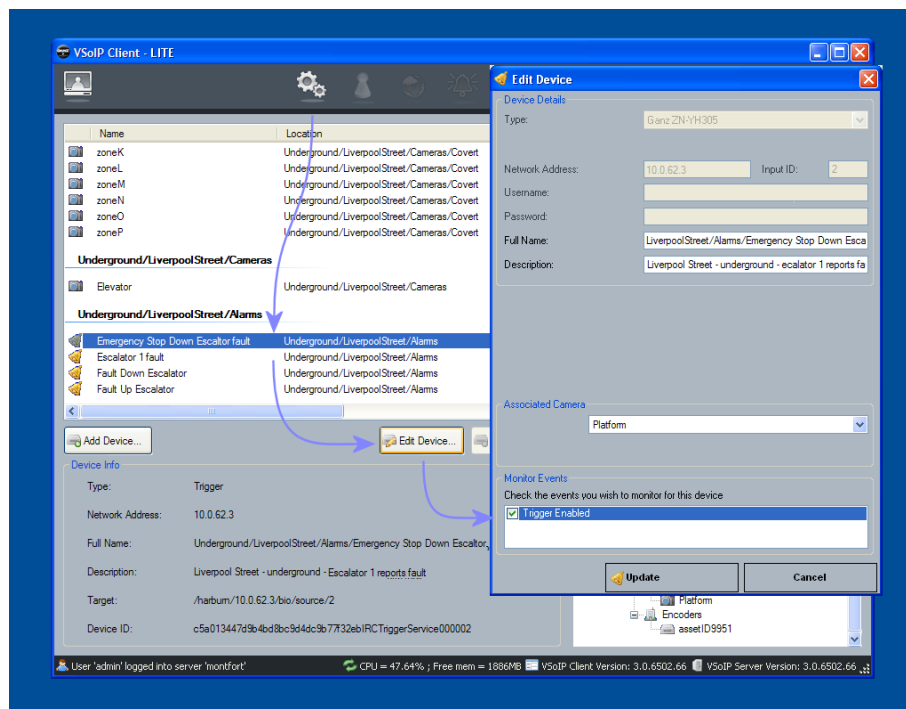 VSoIP Client - LITE
Name Location
zoneK Underground/LiverpoolStreet/Cameras/Covert
zoneL Underground/LiverpoolStreet/Cameras/Covert
zoneM Underground/LiverpoolStreet/Cameras/Covert
zoneN Underground/LiverpoolStreet/Cameras/Covert
zoneO Underground/LiverpoolStreet/Cameras/Covert
zoneP Underground/LiverpoolStreet/Cameras/Covert
Underground/LiverpoolStreet/Cameras
Elevator Underground/LiverpoolStreet/Cameras
Underground/LiverpoolStreet/Alarms
Emergency Stop Down Escaltor fault Underground/LiverpoolStreet/Alarms
Escalator 1 fault Underground/LiverpoolStreet/Alarms
Fault Down Escalator Underground/LiverpoolStreet/Alarms
Fault Up Escalator Underground/LiverpoolStreet/Alarms
Add Device... Edit Device...
Device Info
Type: Trigger
Network Address: 10.0.62.3
Full Name: Underground/LiverpoolStreet/Alarms/Emergency Stop Down Escaltor
Description: Liverpool Street - underground - Escalator 1 reports fault
Target: /harburn/10.0.62.3/bio/source/2
Device ID: c5a013447d9b4bd8bc9d4dc9b77f32eb1RCTriggerService000002
Edit Device
Device Details
Type: Ganz ZN-YH305
Network Address: 10.0.62.3 Input ID: 2
Username:
Password:
Full Name: LiverpoolStreet/Alarms/Emergency Stop Down Esca
Description: Liverpool Street - underground - ecalator 1 reports fa
Associated Camera
Platform
Monitor Events
Check the events you wish to monitor for this device
Trigger Enabled
Update Cancel
Platform
Encoders
assetID9951
User 'admin' logged into server 'montfort' CPU = 47.64% ; Free mem = 1886MB VSoIP Client Version: 3.0.6502.66 VSoIP Server Version: 3.0.6502.66